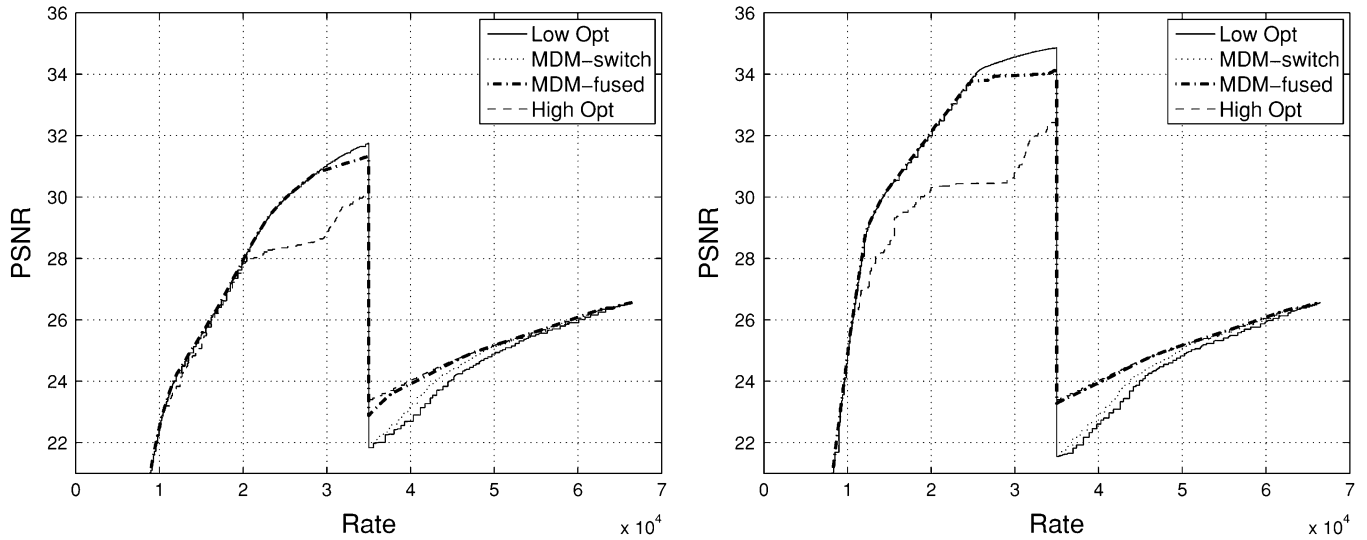 36
34
32
30
28
26
24
22
PSNR
0 1 2 3 4 5 6 7
Rate
x 10^4
Low Opt
MDM-switch
MDM-fused
High Opt
36
34
32
30
28
26
24
22
PSNR
0 1 2 3 4 5 6 7
Rate
x 10^4
Low Opt
MDM-switch
MDM-fused
High Opt